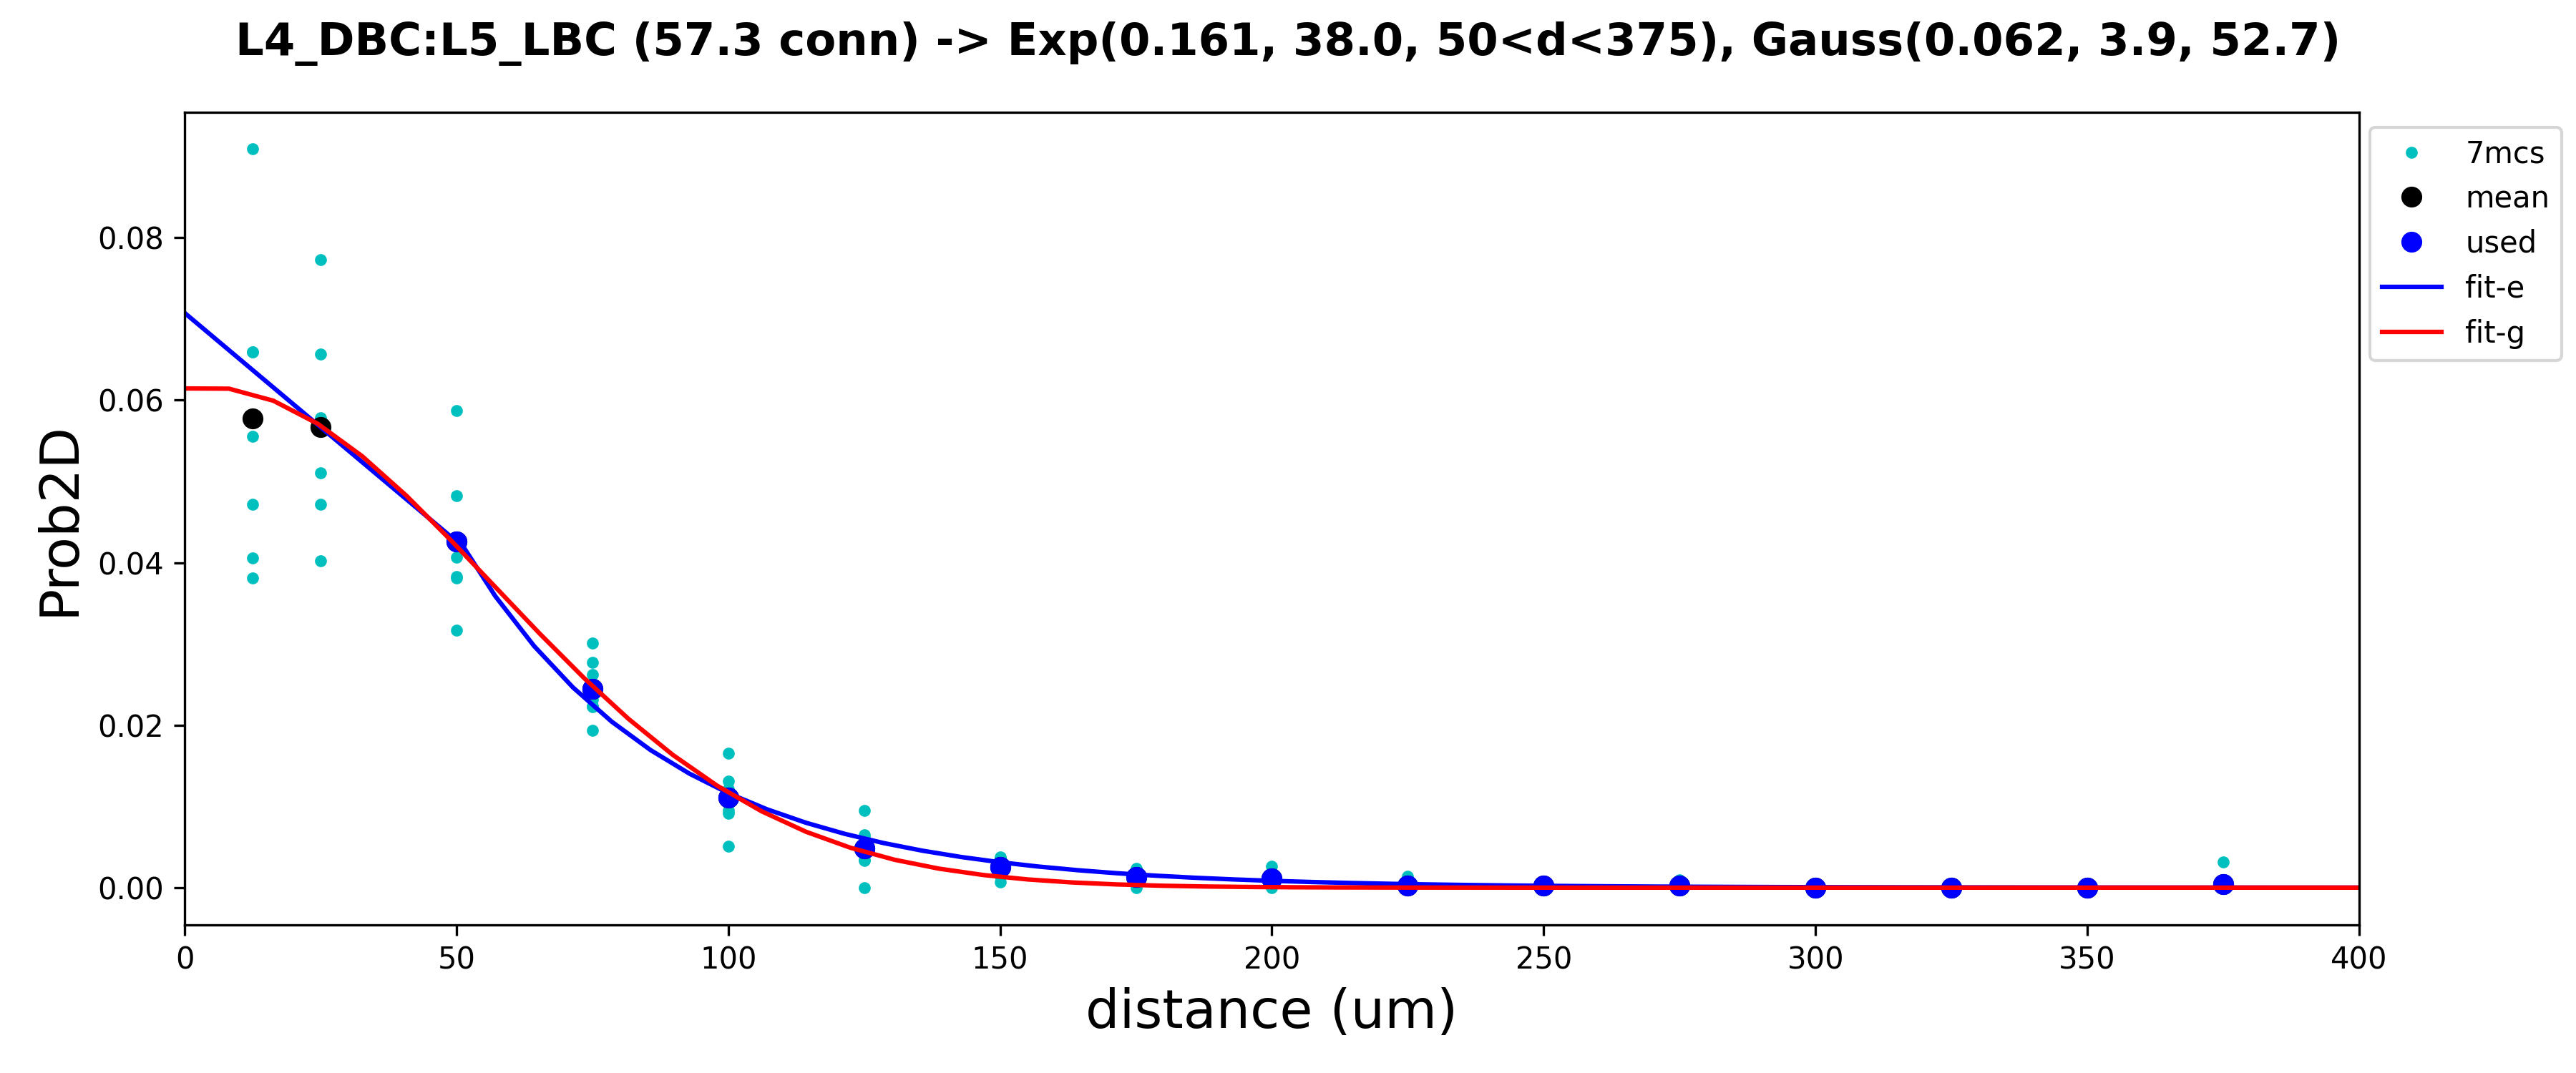 L4_DBC:L5_LBC (57.3 conn) -> Exp(0.161, 38.0, 50<d<375), Gauss(0.062, 3.9, 52.7)
7mcs
mean
used
fit-e
fit-g
Prob2D
0.08
0.06
0.04
0.02
0.00
0 50 100 150 200 250 300 350 400
distance (um)